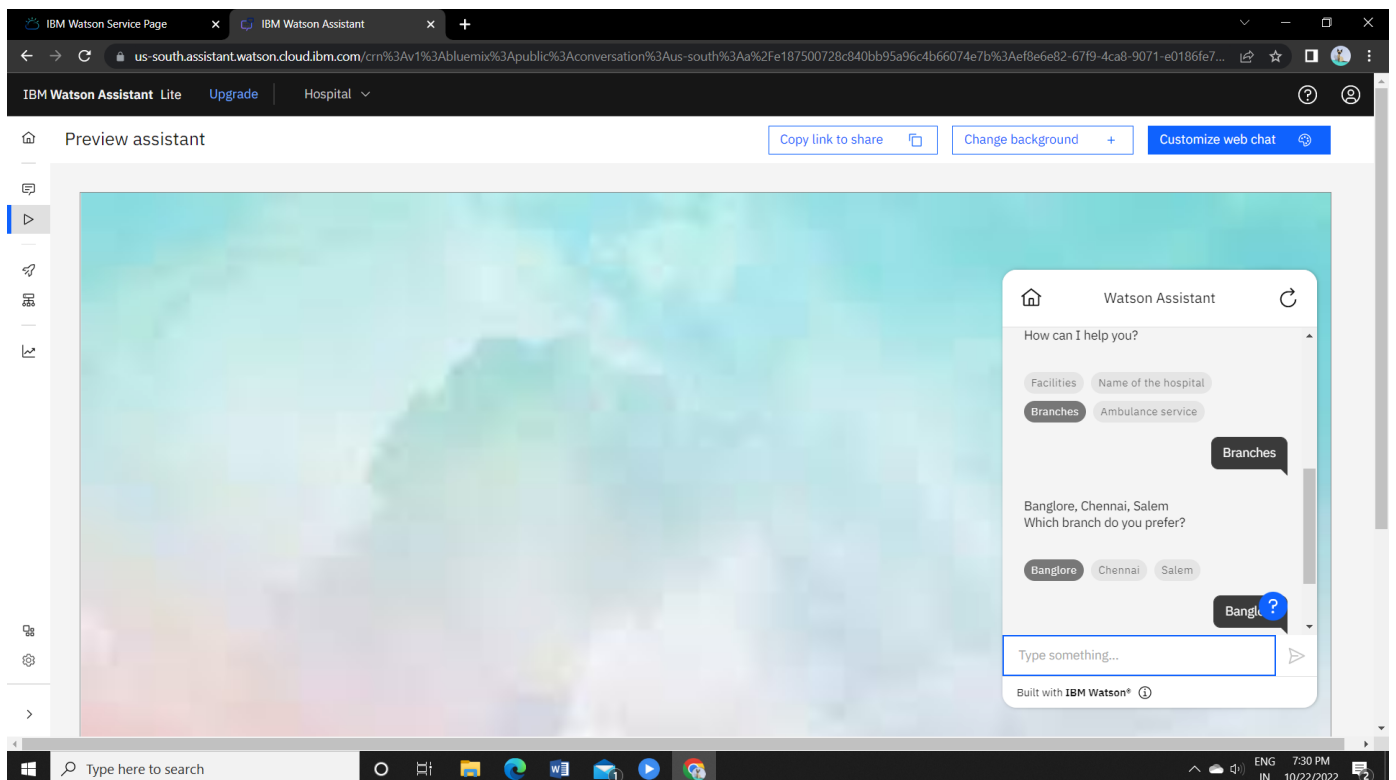 IBM Watson Service Page
IBM Watson Assistant
us-south.assistant.watson.cloud.ibm.com/crn%3Av1%3Abluemix%3Apublic%3Aconversation%3Aus-south%3Aa%2Fe187500728c840bb95a96c4b66074e7b%3Aef8e6e82-67f9-4ca8-9071-e0186fe7...
IBM Watson Assistant Lite Upgrade Hospital
Preview assistant
Copy link to share
Change background +
Customize web chat
Watson Assistant
How can I help you?
Facilities Name of the hospital
Branches Ambulance service
Branches
Banglore, Chennai, Salem
Which branch do you prefer?
Banglore Chennai Salem
?
Type something...
Built with IBM Watson®
Type here to search
ENG 7:30 PM
IN 10/22/2022